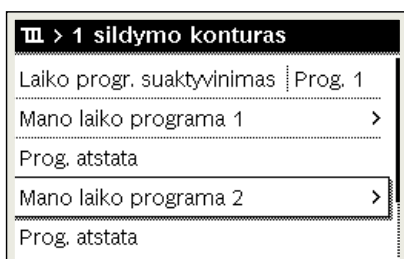 > 1 sildymo konturas
Laiko progr. suaktyvinimas Prog. 1
Mano laiko programa 1 >
Prog. atstata
Mano laiko programa 2 >
Prog. atstata